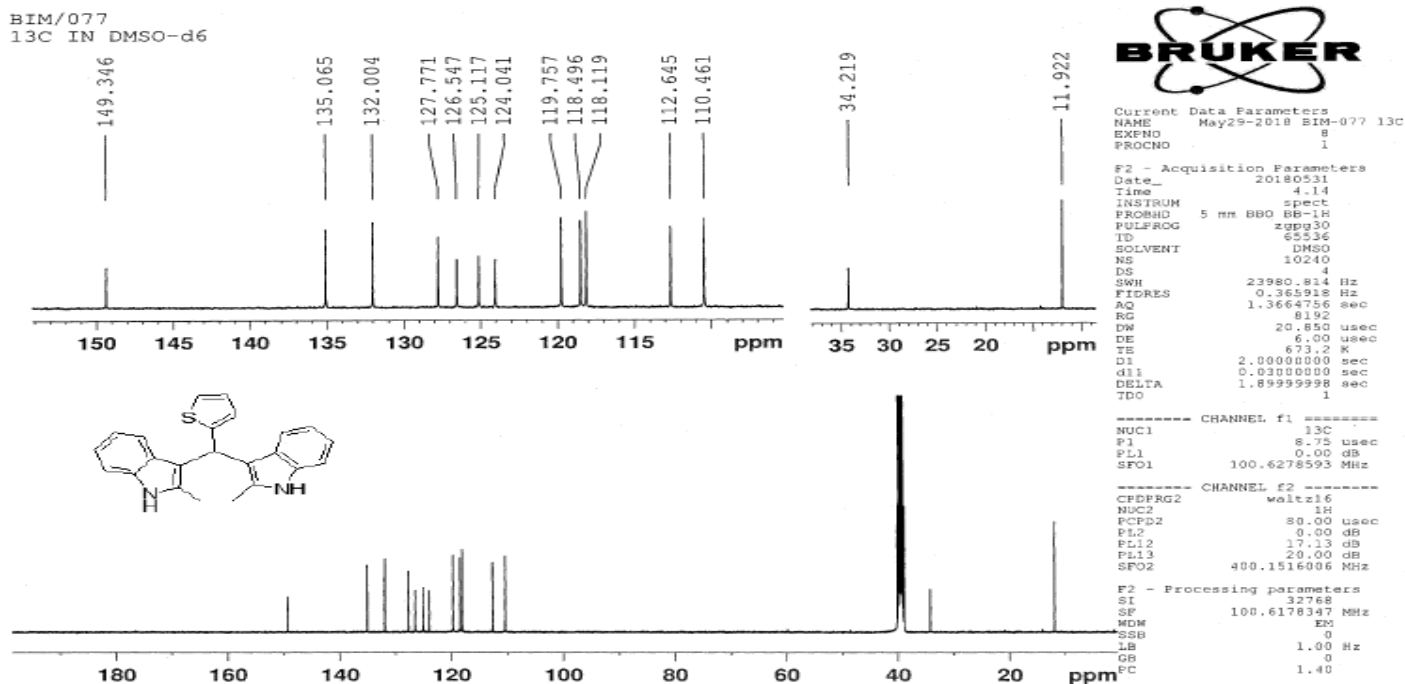 BIM/077
13C IN DMSO-d6
149.346
135.065
132.004
127.771
126.547
125.117
124.041
119.757
118.496
118.119
112.645
110.461
34.219
11.922
150 145 135 130 125 120 115 ppm
35 30 25 20 ppm
S
N
H
NH
180 160 140 120 100 80 60 40 20 ppm
BRUKER
Current Data Parameters
NAME May29-2018 BIM-077 13C
EXPNO 8
PROCNO 1
F2 - Acquisition Parameters
Date_ 20180531
Time 4.14
INSTRUM spect
PROBHD 5 mm BBO BB-1H
PULPROG zgpg30
TD 65536
SOLVENT DMSO
NS 10240
DS 4
SWH 23980.814 Hz
FIDRES 0.365918 Hz
AQ 1.3664756 sec
RG 8192
DW 20.850 usec
DE 6.00 usec
TE 673.2 K
D1 2.00000000 sec
d11 0.03000000 sec
DELTA 1.89999998 sec
TD0 1
======== CHANNEL f1 ========
NUC1 13C
P1 8.75 usec
PL1 0.00 dB
SFO1 100.6278593 MHz
======== CHANNEL f2 ========
CPDPRG2 waltz16
NUC2 1H
PCPD2 80.00 usec
PL2 0.00 dB
PL12 17.13 dB
PL13 20.00 dB
SFO2 400.1516006 MHz
F2 - Processing parameters
SI 32768
SF 100.6178347 MHz
WDW EM
SSB 0
LB 1.00 Hz
GB 0
PC 1.40